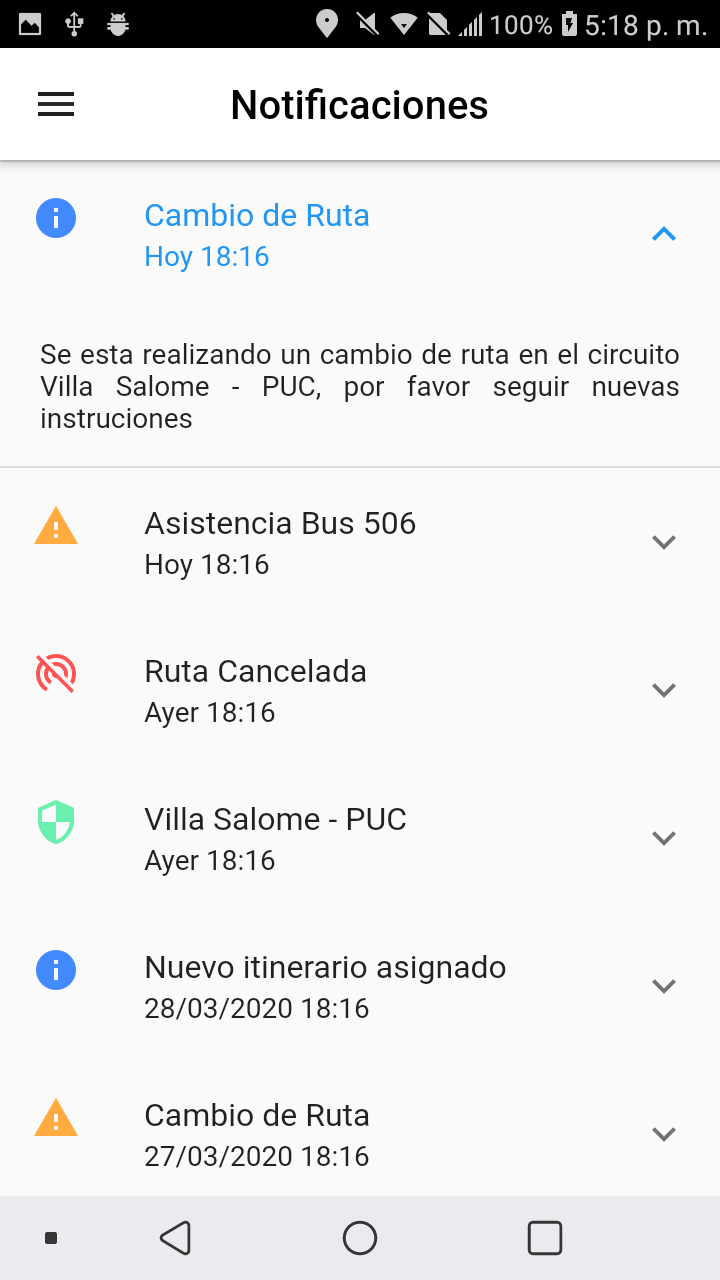 100% 5:18 p. m.
Notificaciones
Cambio de Ruta
Hoy 18:16
Se esta realizando un cambio de ruta en el circuito
Villa Salome - PUC, por favor seguir nuevas
instruciones
Asistencia Bus 506
Hoy 18:16
Ruta Cancelada
Ayer 18:16
Villa Salome - PUC
Ayer 18:16
Nuevo itinerario asignado
28/03/2020 18:16
Cambio de Ruta
27/03/2020 18:16